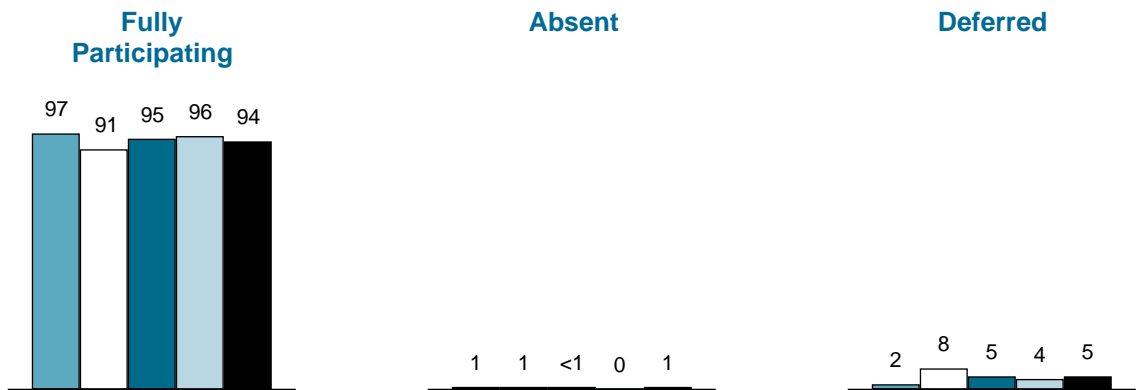 Fully
Participating
Absent
Deferred
97 91 95 96 94
1 1 <1 0 1
2 8 5 4 5